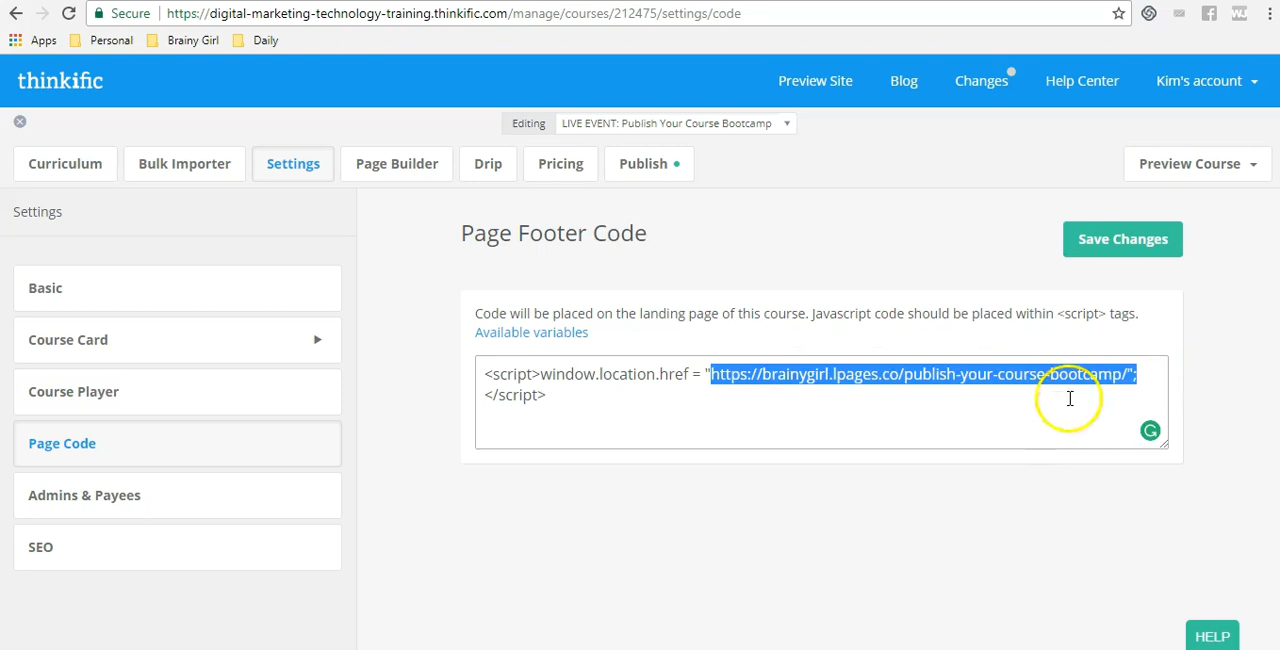 Secure https://digital-marketing-technology-training.thinkific.com/manage/courses/212475/settings/code
Apps Personal Brainy Girl Daily
thinkific Preview Site Blog Changes Help Center Kim's account
Editing LIVE EVENT: Publish Your Course Bootcamp
Curriculum Bulk Importer Settings Page Builder Drip Pricing Publish Preview Course
Settings
Page Footer Code
Save Changes
Basic
Course Card
Course Player
Page Code
Admins & Payees
SEO
Code will be placed on the landing page of this course. Javascript code should be placed within <script> tags.
Available variables
<script>window.location.href = "https://brainygirl.lpages.co/publish-your-course-bootcamp/";
</script>
HELP